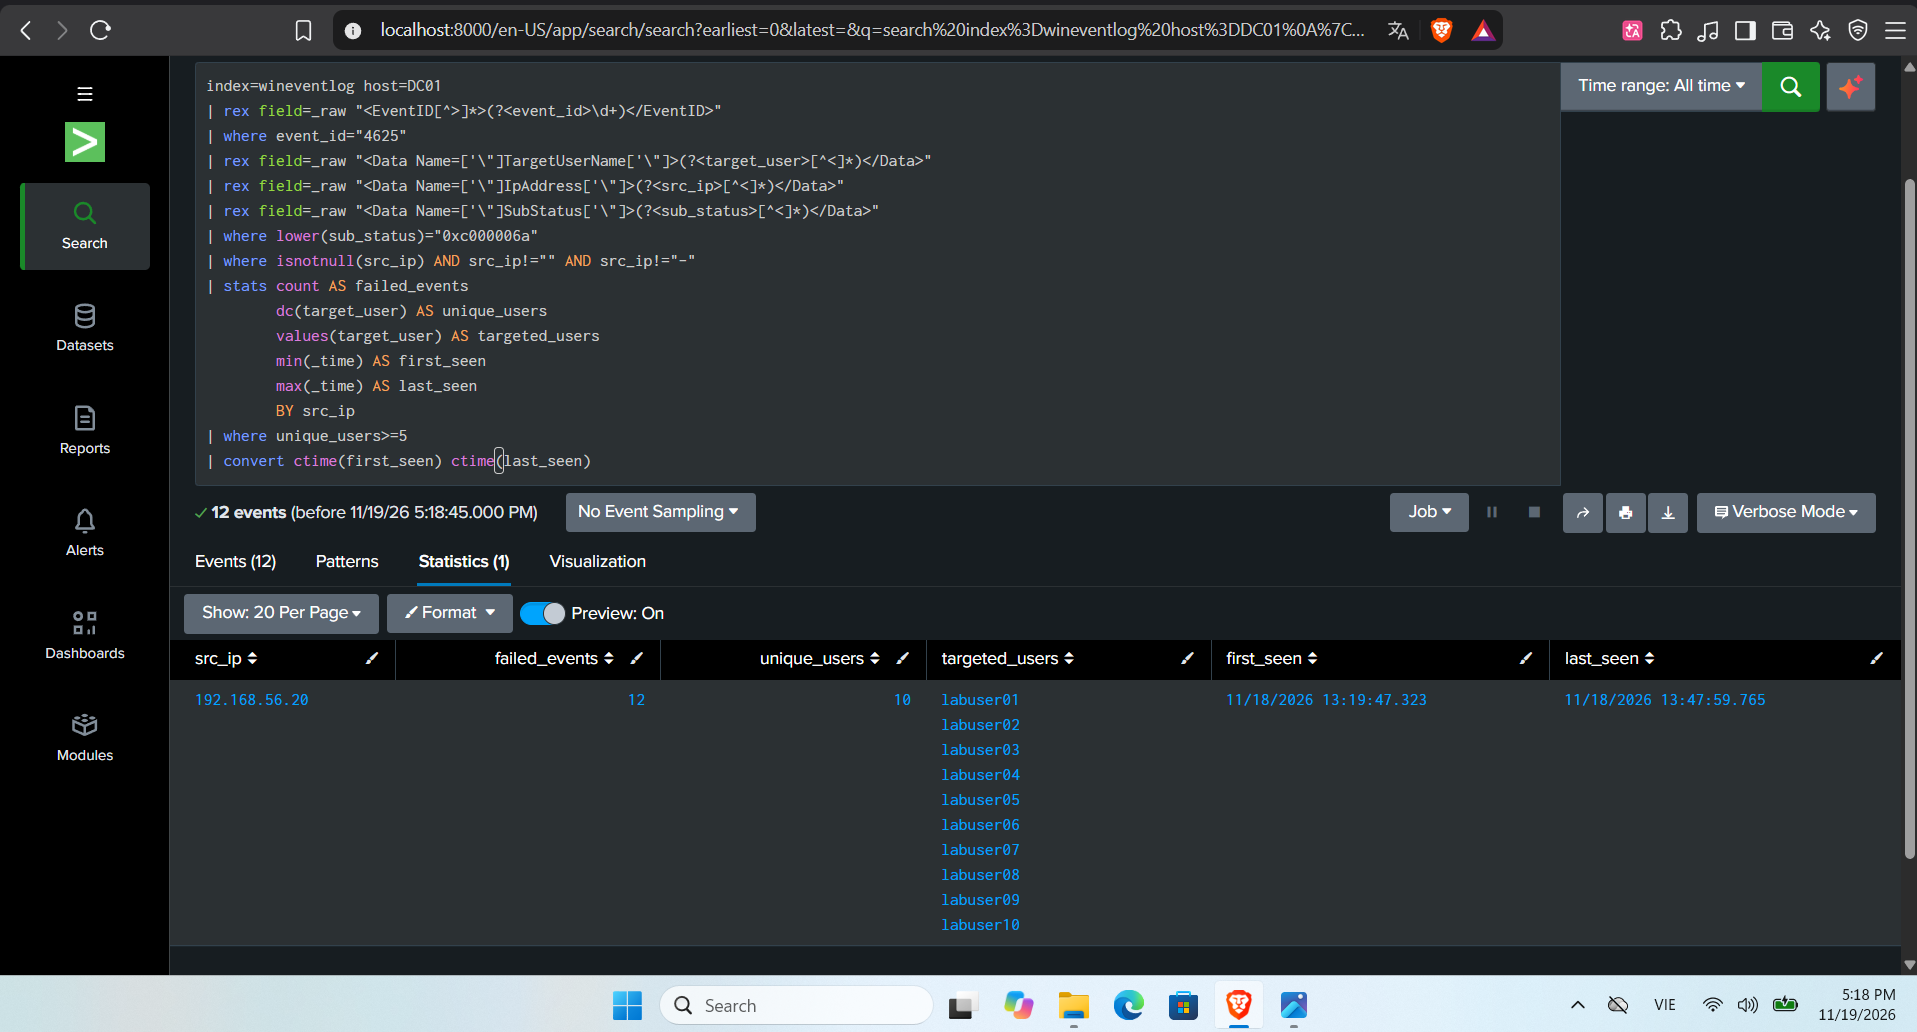 localhost:8000/en-US/app/search/search?earliest=0&latest=&q=search%20index%3Dwineventlog%20host%3DDC01%0A%7C...
index=wineventlog host=DC01
| rex field=_raw "<EventID[^>]*>(?<event_id>\d+)</EventID>"
| where event_id="4625"
| rex field=_raw "<Data Name=['\"]TargetUserName['\"]>(?<target_user>[^<]*)</Data>"
| rex field=_raw "<Data Name=['\"]IpAddress['\"]>(?<src_ip>[^<]*)</Data>"
| rex field=_raw "<Data Name=['\"]SubStatus['\"]>(?<sub_status>[^<]*)</Data>"
| where lower(sub_status)="0xc000006a"
| where isnotnull(src_ip) AND src_ip!="" AND src_ip!="-"
| stats count AS failed_events
dc(target_user) AS unique_users
values(target_user) AS targeted_users
min(_time) AS first_seen
max(_time) AS last_seen
BY src_ip
| where unique_users>=5
| convert ctime(first_seen) ctime(last_seen)
Time range: All time
Search
Datasets
Reports
Alerts
Dashboards
Modules
12 events (before 11/19/26 5:18:45.000 PM)
No Event Sampling
Job
Verbose Mode
Events (12)
Patterns
Statistics (1)
Visualization
Show: 20 Per Page
Format
Preview: On
src_ip failed_events unique_users targeted_users first_seen last_seen
192.168.56.20 12 10 labuser01 11/18/2026 13:19:47.323 11/18/2026 13:47:59.765
labuser02
labuser03
labuser04
labuser05
labuser06
labuser07
labuser08
labuser09
labuser10
Search
VIE
5:18 PM
11/19/2026